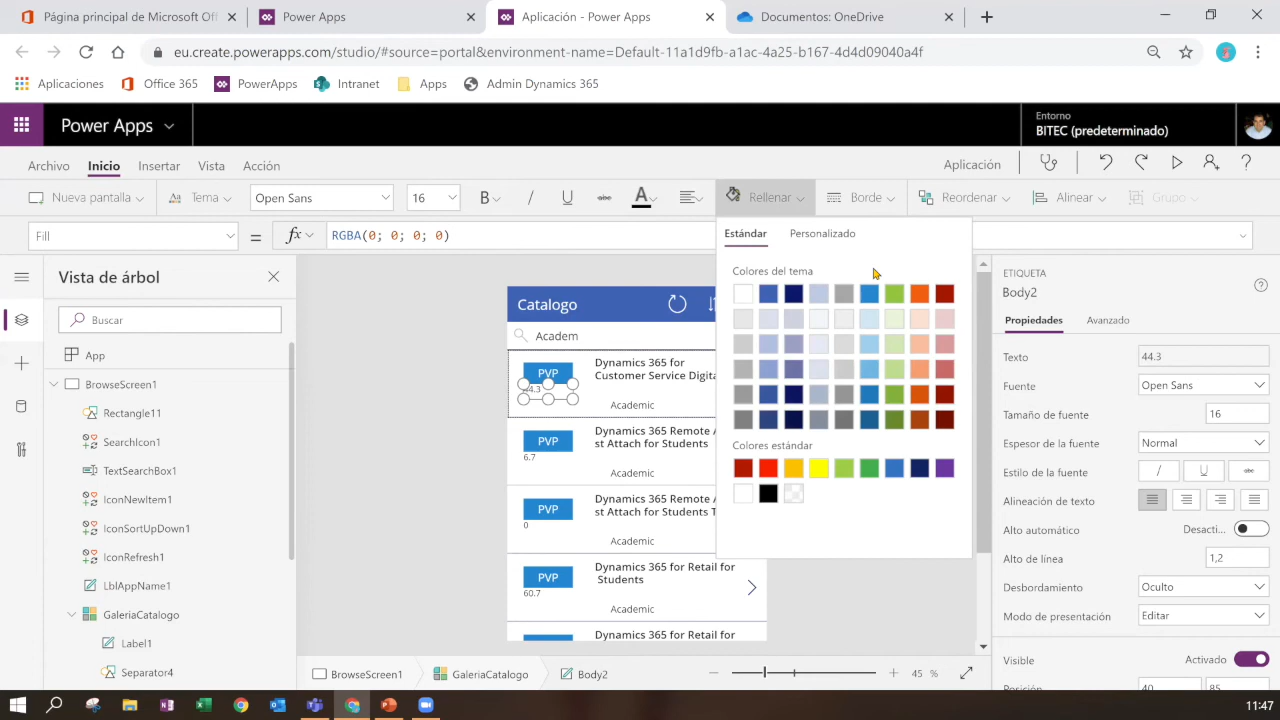 Página principal de Microsoft Of
Power Apps
Aplicación - Power Apps
Documentos: OneDrive
eu.create.powerapps.com/studio/#source=portal&environment-name=Default-11a1d9fb-a1ac-4a25-b167-4d4d09040a4f
Aplicaciones
Office 365
PowerApps
Intranet
Apps
Admin Dynamics 365
Power Apps
Entorno
BITEC (predeterminado)
Archivo
Inicio
Insertar
Vista
Acción
Aplicación
Nueva pantalla
Tema
Open Sans
16
B
/
U
abc
A
Rellenar
Borde
Reordenar
Alinear
Grupo
Fill
=
fx
RGBA(0; 0; 0; 0)
Vista de árbol
Buscar
App
BrowseScreen1
Rectangle11
SearchIcon1
TextSearchBox1
IconNewItem1
IconSortUpDown1
IconRefresh1
LblAppName1
GaleriaCatalogo
Label1
Separator4
Catalogo
Academ
PVP
44.3
Dynamics 365 for
Customer Service Digita
Academic
PVP
6.7
Dynamics 365 Remote A
st Attach for Students
Academic
PVP
0
Dynamics 365 Remote A
st Attach for Students T
Academic
PVP
60.7
Dynamics 365 for Retail for
Students
Academic
Dynamics 365 for Retail for
Estándar
Personalizado
Colores del tema
Colores estándar
ETIQUETA
Body2
Propiedades
Avanzado
Texto
44.3
Fuente
Open Sans
Tamaño de fuente
16
Espesor de la fuente
Normal
Estilo de la fuente
/
U
abc
Alineación de texto
Alto automático
Desacti...
Alto de línea
1,2
Desbordamiento
Oculto
Modo de presentación
Editar
Visible
Activado
Posición
40
85
BrowseScreen1
GaleriaCatalogo
Body2
45 %
11:47